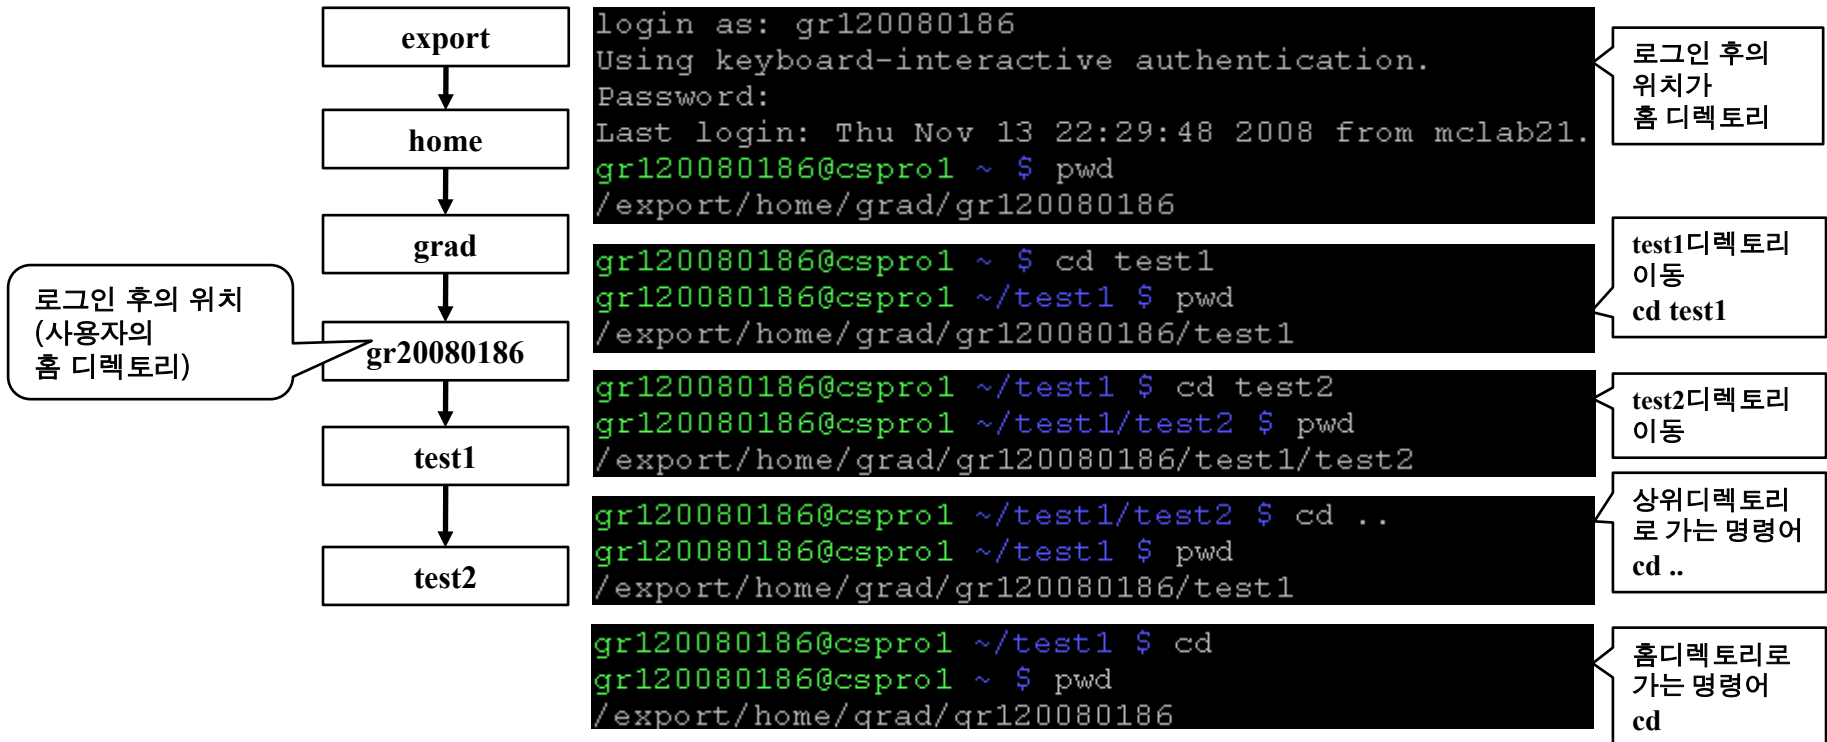 export
home
grad
로그인 후의 위치
(사용자의
홈 디렉토리)
gr20080186
test1
test2
login as: gr120080186
Using keyboard-interactive authentication.
Password:
Last login: Thu Nov 13 22:29:48 2008 from mclab21.
gr120080186@cspro1 ~ $ pwd
/export/home/grad/gr120080186
로그인 후의
위치가
홈 디렉토리
gr120080186@cspro1 ~ $ cd test1
gr120080186@cspro1 ~/test1 $ pwd
/export/home/grad/gr120080186/test1
test1디렉토리
이동
cd test1
gr120080186@cspro1 ~/test1 $ cd test2
gr120080186@cspro1 ~/test1/test2 $ pwd
/export/home/grad/gr120080186/test1/test2
test2디렉토리
이동
gr120080186@cspro1 ~/test1/test2 $ cd ..
gr120080186@cspro1 ~/test1 $ pwd
/export/home/grad/gr120080186/test1
상위디렉토리
로 가는 명령어
cd ..
gr120080186@cspro1 ~/test1 $ cd
gr120080186@cspro1 ~ $ pwd
/export/home/grad/gr120080186
홈디렉토리로
가는 명령어
cd